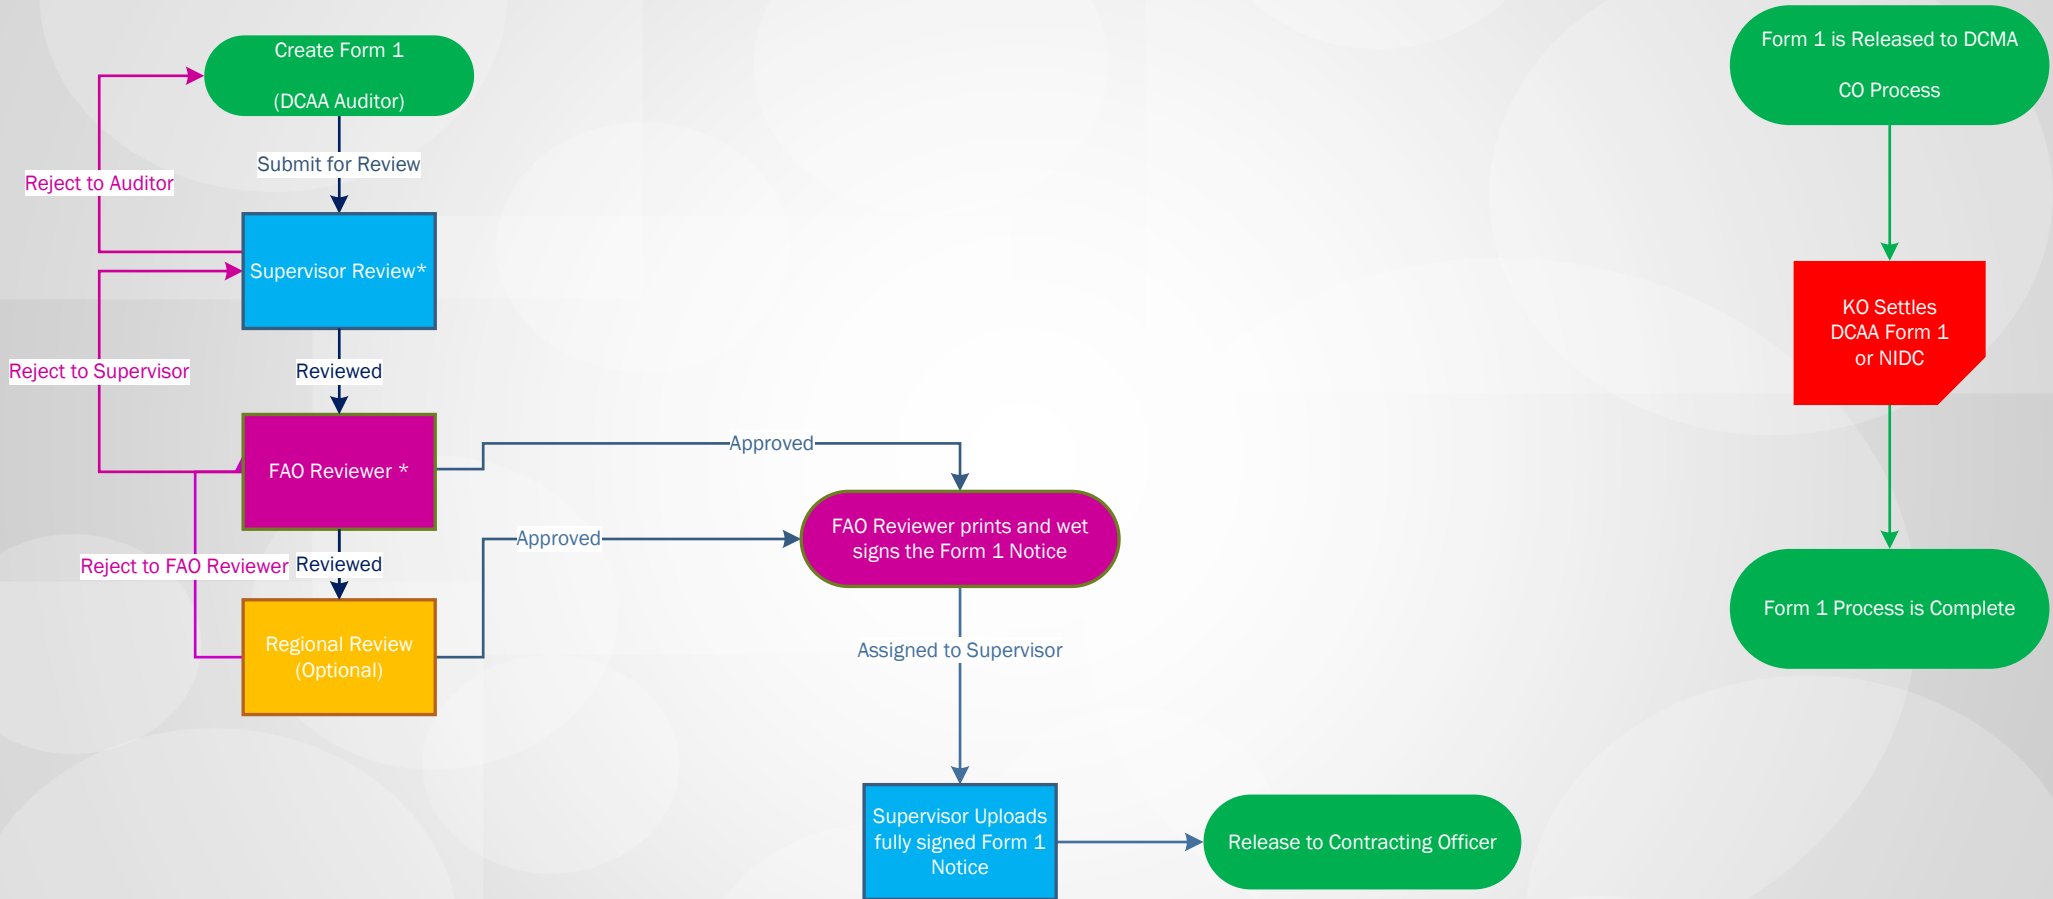 Create Form 1
(DCAA Auditor)
Submit for Review
Reject to Auditor
Supervisor Review*
Reject to Supervisor
Reviewed
FAO Reviewer *
Reject to FAO Reviewer
Reviewed
Regional Review
(Optional)
Approved
Approved
FAO Reviewer prints and wet
signs the Form 1 Notice
Assigned to Supervisor
Supervisor Uploads
fully signed Form 1
Notice
Release to Contracting Officer
Form 1 is Released to DCMA
CO Process
KO Settles
DCAA Form 1
or NIDC
Form 1 Process is Complete